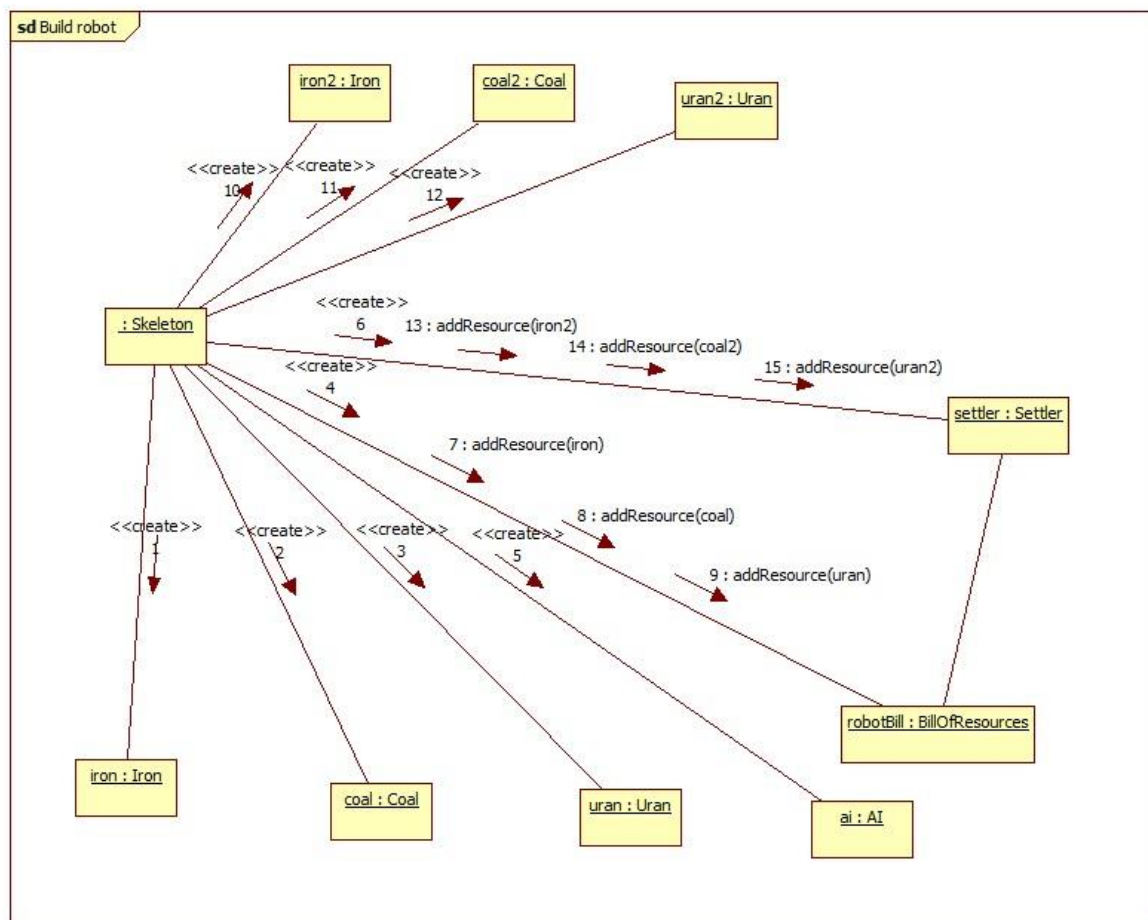 sd Build robot
iron2 : Iron
coal2 : Coal
uran2 : Uran
<<create>>
10
<<create>>
11
<<create>>
12
: Skeleton
<<create>>
6
13 : addResource(iron2)
14 : addResource(coal2)
15 : addResource(uran2)
<<create>>
4
settler : Settler
7 : addResource(iron)
8 : addResource(coal)
9 : addResource(uran)
<<create>>
1
<<create>>
2
<<create>>
3
<<create>>
5
robotBill : BillOfResources
iron : Iron
coal : Coal
uran : Uran
ai : AI